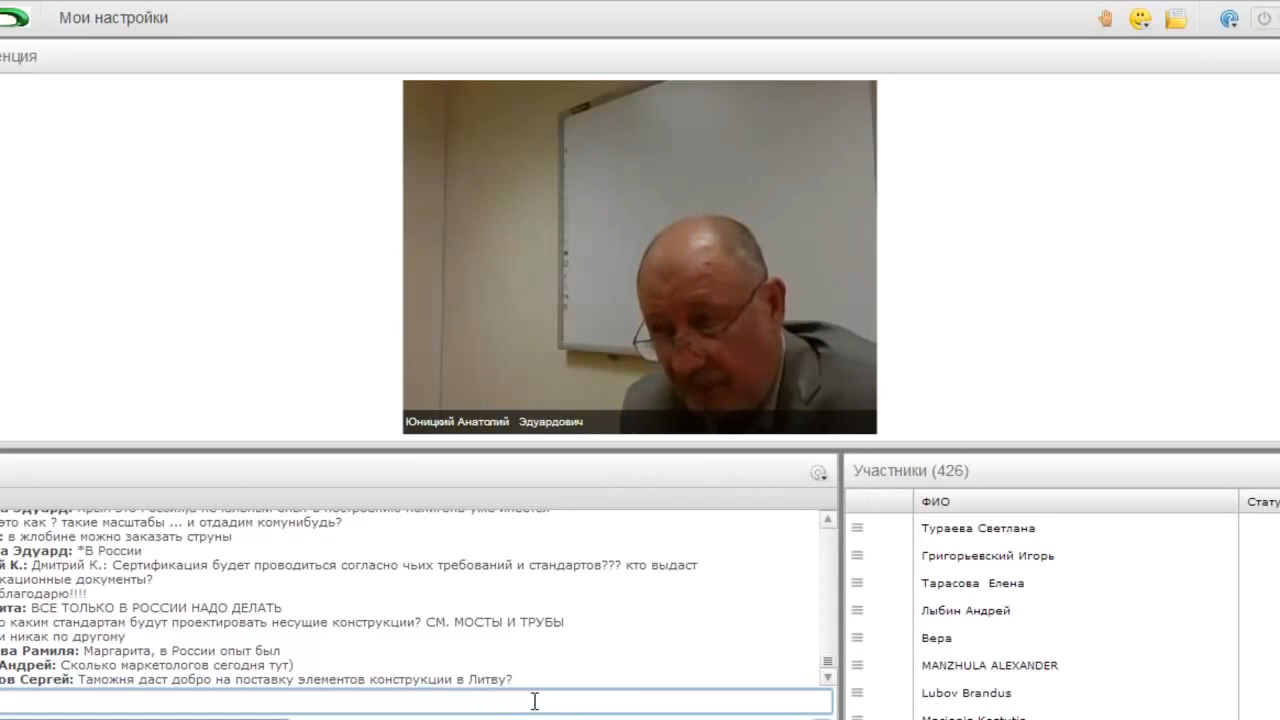 Мои настройки
енция
Юницкий Анатолий Эдуардович
Участники (426)
ФИО
Стату
это как ? такие масштабы ... и отдадим комунибудь?
: в жлобине можно заказать струны
а Эдуард: *В России
й К.: Дмитрий К.: Сертификация будет проводиться согласно чьих требований и стандартов??? кто выдаст
кационные документы?
благодарю!!!!
ита: ВСЕ ТОЛЬКО В РОССИИ НАДО ДЕЛАТЬ
о каким стандартам будут проектировать несущие конструкции? СМ. МОСТЫ И ТРУБЫ
и никак по другому
ва Рамиля: Маргарита, в России опыт был
Андрей: Сколько маркетологов сегодня тут)
ов Сергей: Таможня даст добро на поставку элементов конструкции в Литву?
Тураева Светлана
Григорьевский Игорь
Тарасова Елена
Лыбин Андрей
Вера
MANZHULA ALEXANDER
Lubov Brandus